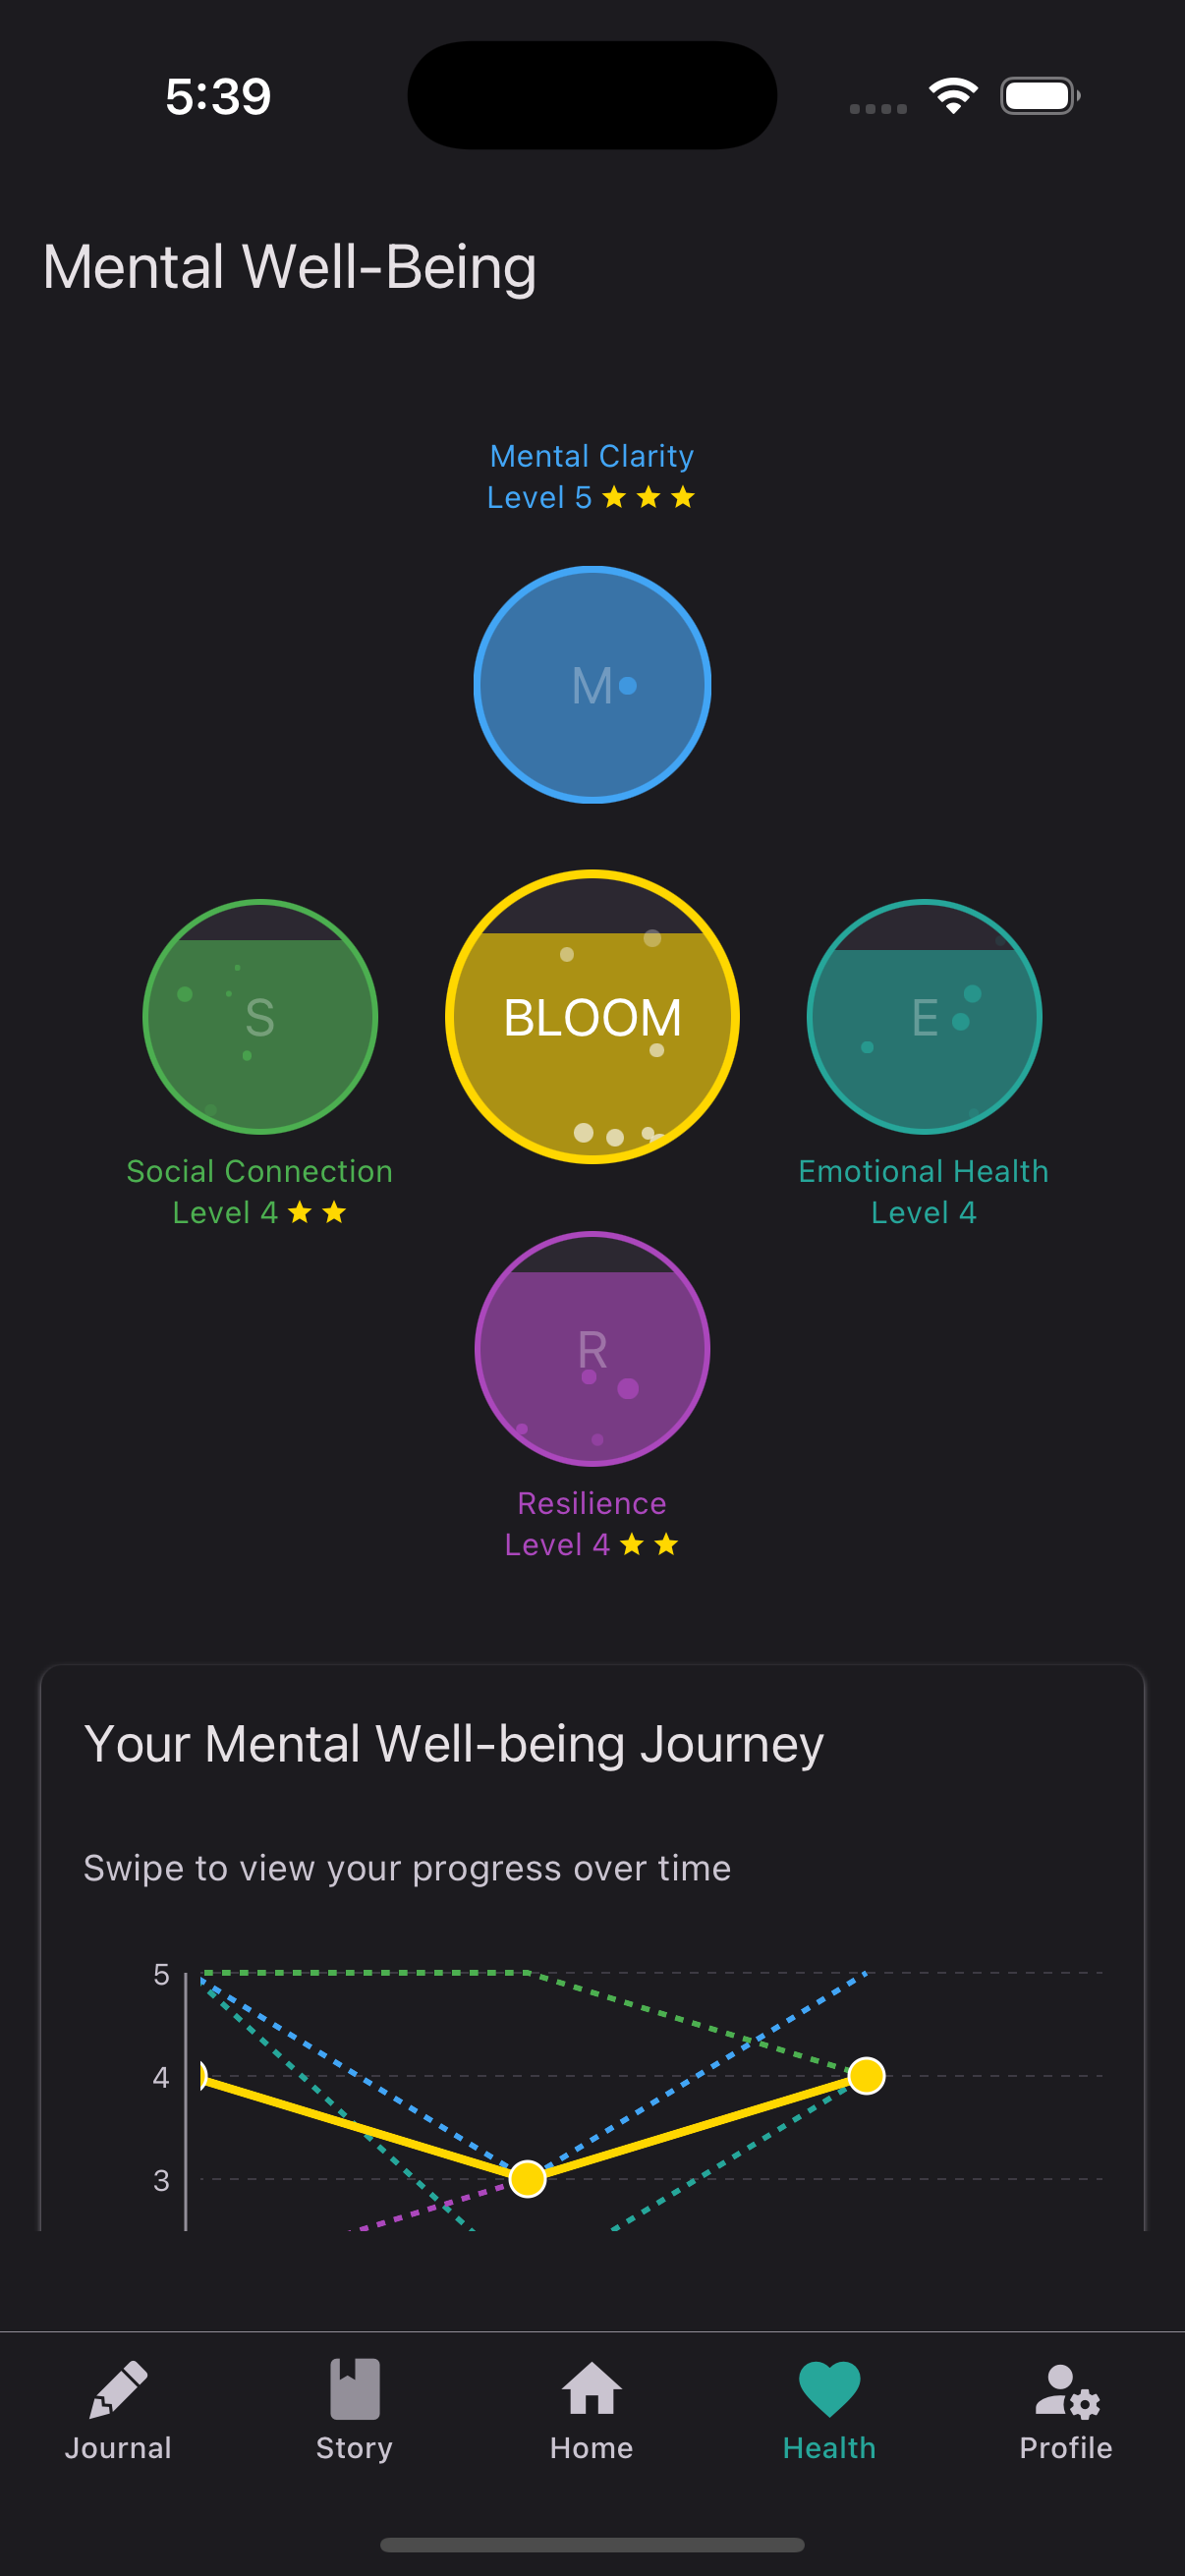 5:39
Mental Well-Being
Mental Clarity
Level 5
M
S
BLOOM
E
Social Connection
Level 4
Emotional Health
Level 4
R
Resilience
Level 4
Your Mental Well-being Journey
Swipe to view your progress over time
5
4
3
Journal
Story
Home
Health
Profile